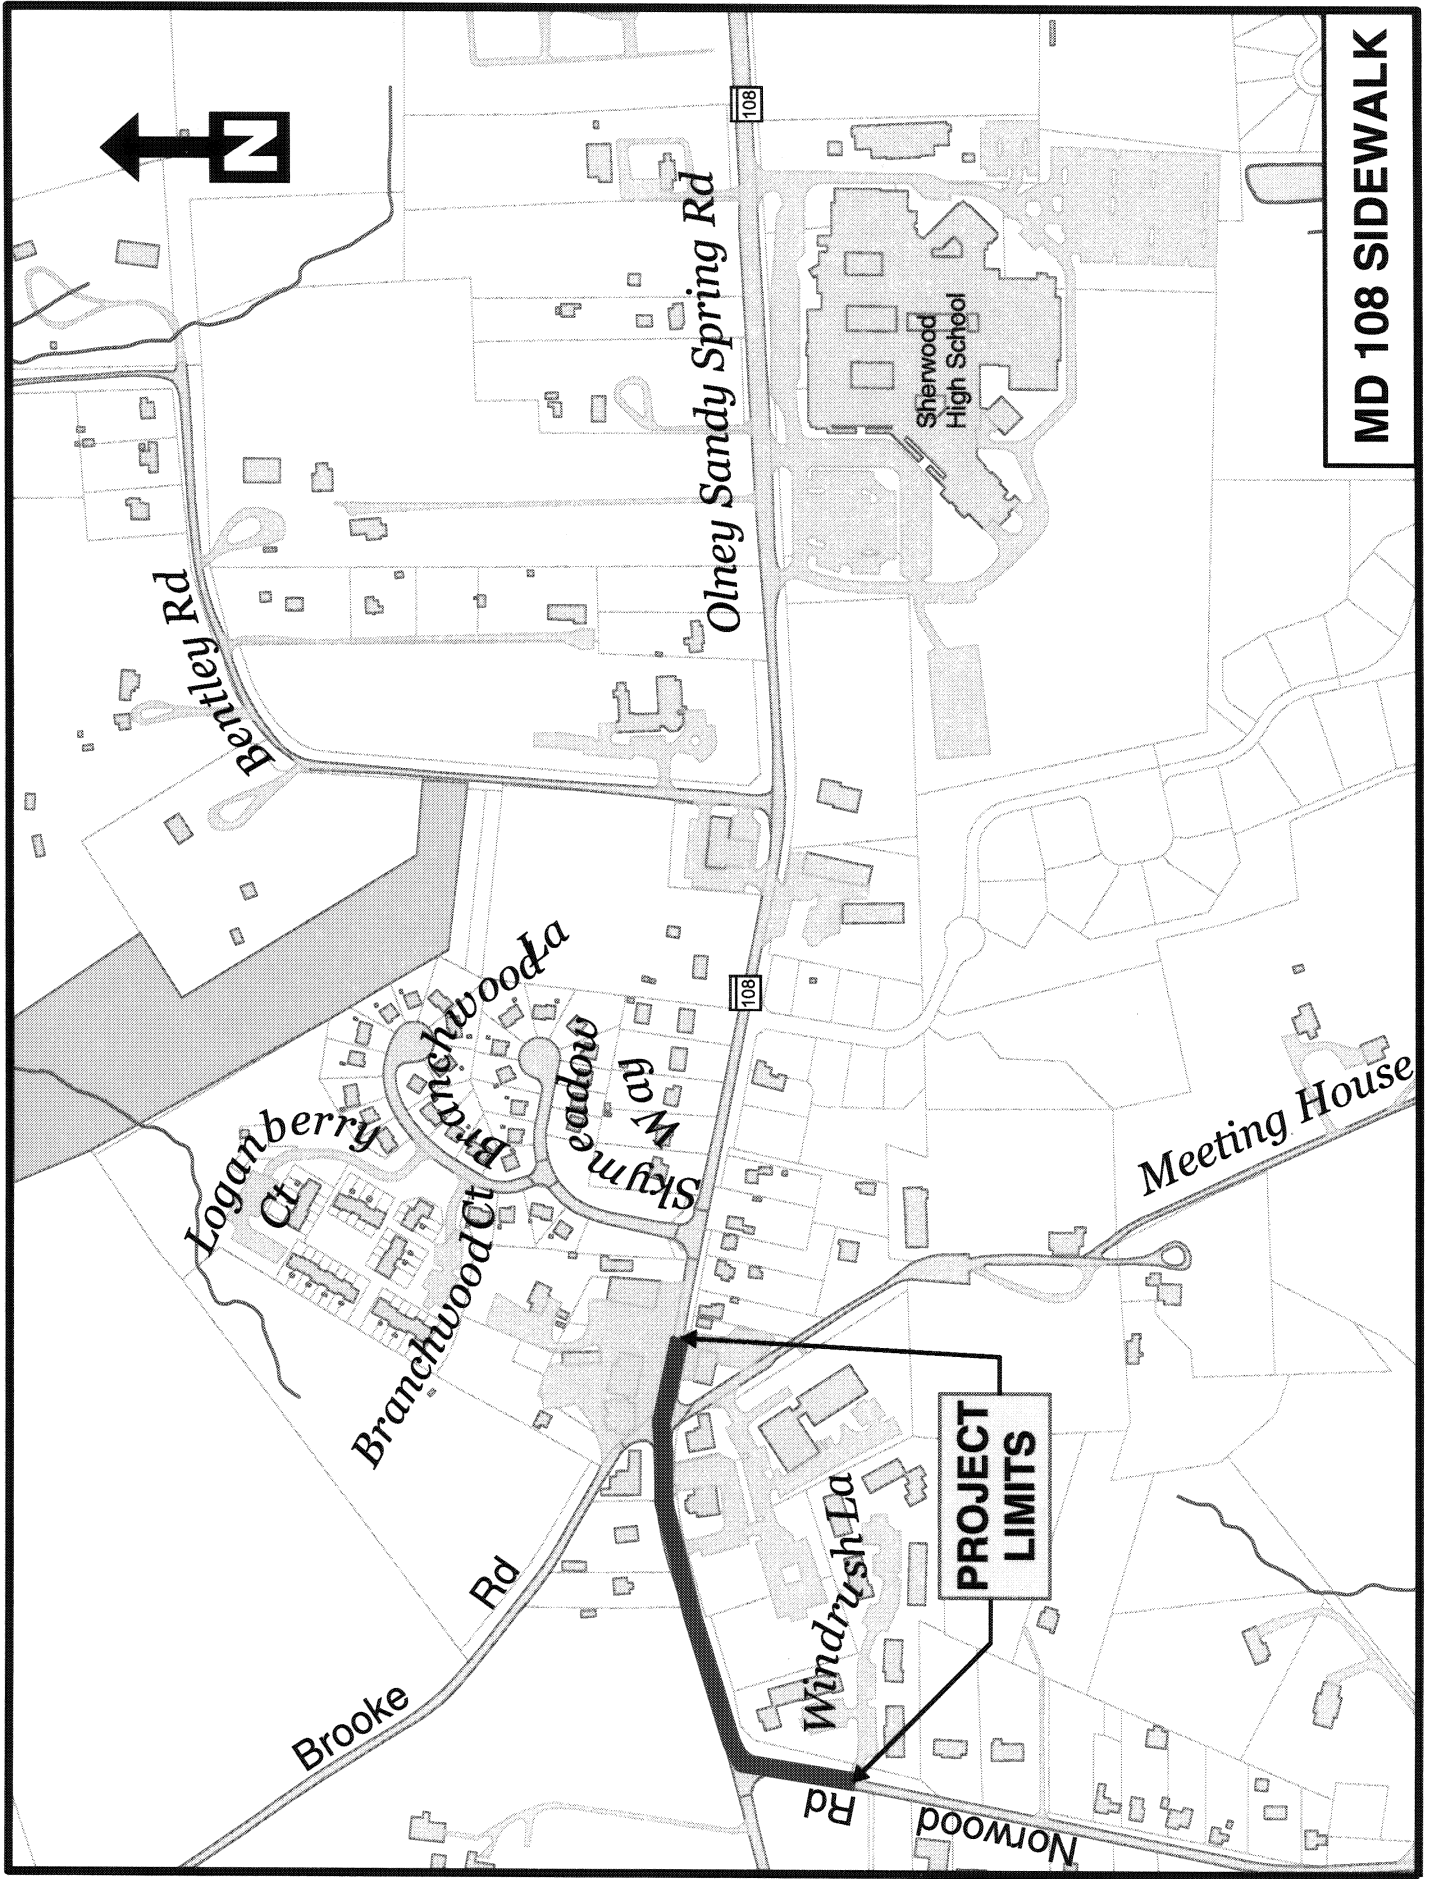 MD 108 SIDEWALK
N
108
Olney Sandy Spring Rd
Sherwood
High School
Bentley Rd
108
Branchwood La
Skymeadow
Way
Loganberry
Ct
Branchwood Ct
Meeting House
Brooke Rd
Windrush La
PROJECT
LIMITS
Norwood Rd